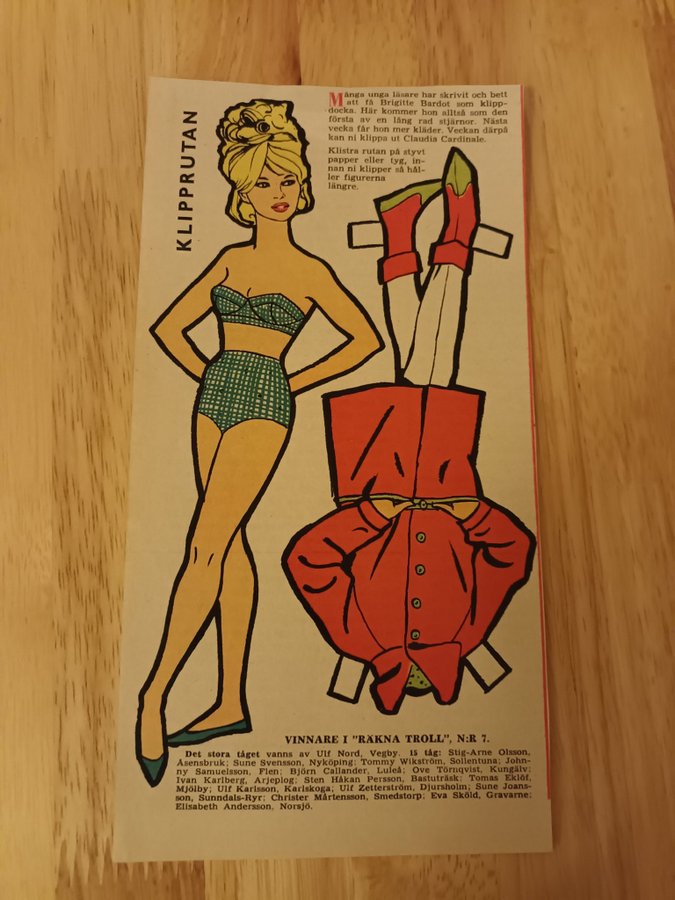 KLIPPRUTAN
Många unga läsare har skrivit och bett
att få Brigitte Bardot som klipp-
docka. Här kommer hon alltså som den
första av en lång rad stjärnor. Nästa
vecka får hon mer kläder. Veckan därpå
kan ni klippa ut Claudia Cardinale.
Klistra rutan på styvt
papper eller tyg, in-
nan ni klipper så hål-
ler figurerna
längre.
VINNARE I "RÄKNA TROLL", N:R 7.
Det stora tåget vanns av Ulf Nord, Vegby. 15 tåg: Stig-Arne Olsson,
Åsensbruk; Sune Svensson, Nyköping; Tommy Wikström, Sollentuna; John-
ny Samuelsson, Flen; Björn Callander, Luleå; Ove Törnqvist, Kungälv;
Ivan Karlberg, Arjeplog; Sten Håkan Persson, Bastuträsk; Tomas Eklöf,
Mjölby; Ulf Karlsson, Karlskoga; Ulf Zetterström, Djursholm; Sune Joans-
son, Sunndals-Ryr; Christer Mårtensson, Smedstorp; Eva Sköld, Gravarne;
Elisabeth Andersson, Norsjö.